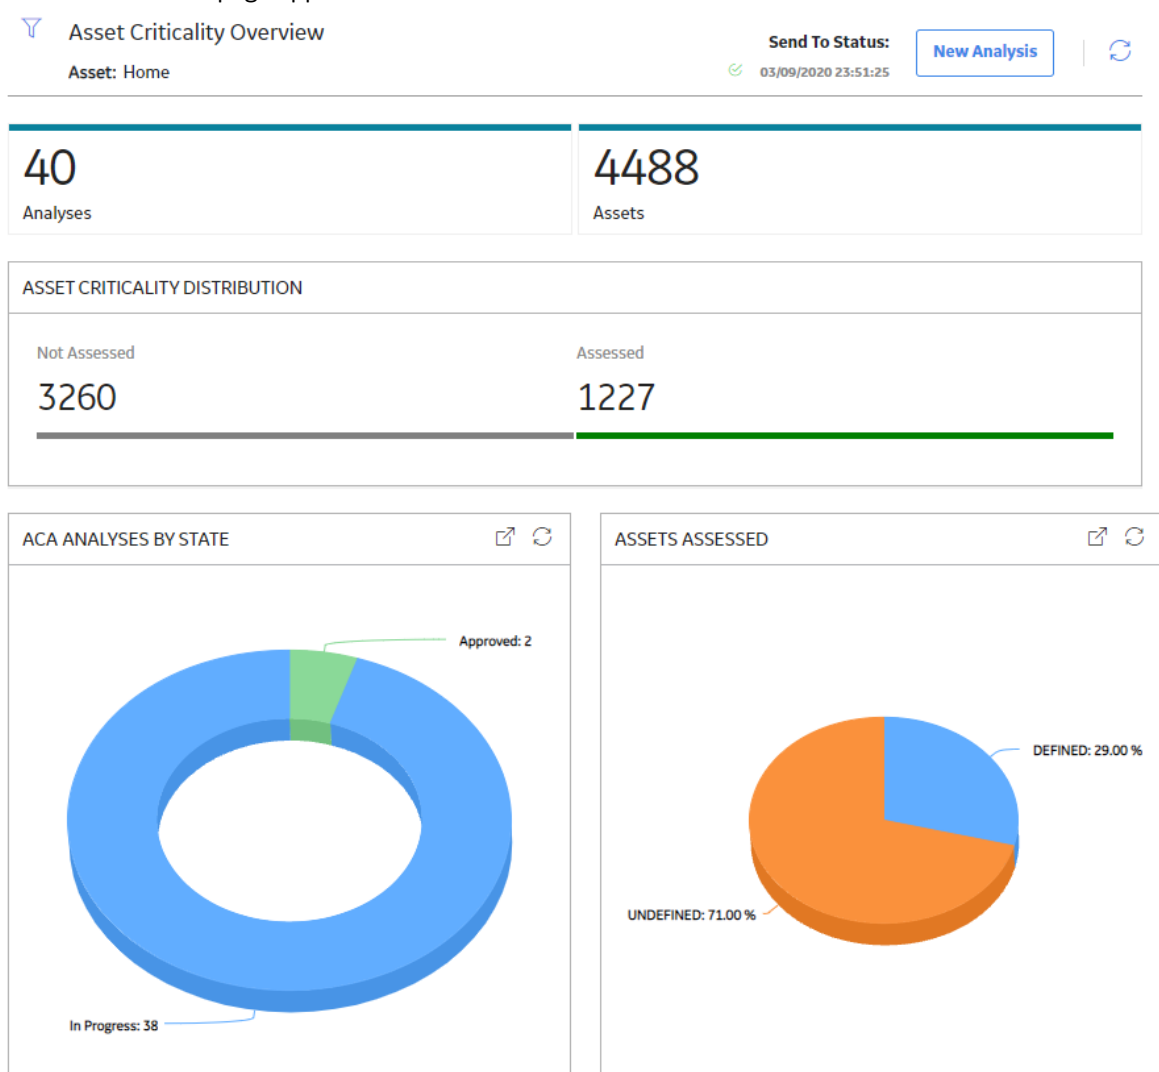 Asset Criticality Overview
Asset: Home
Send To Status:
03/09/2020 23:51:25
New Analysis
40
Analyses
4488
Assets
ASSET CRITICALITY DISTRIBUTION
Not Assessed
3260
Assessed
1227
ACA ANALYSES BY STATE
Approved: 2
In Progress: 38
ASSETS ASSESSED
DEFINED: 29.00 %
UNDEFINED: 71.00 %